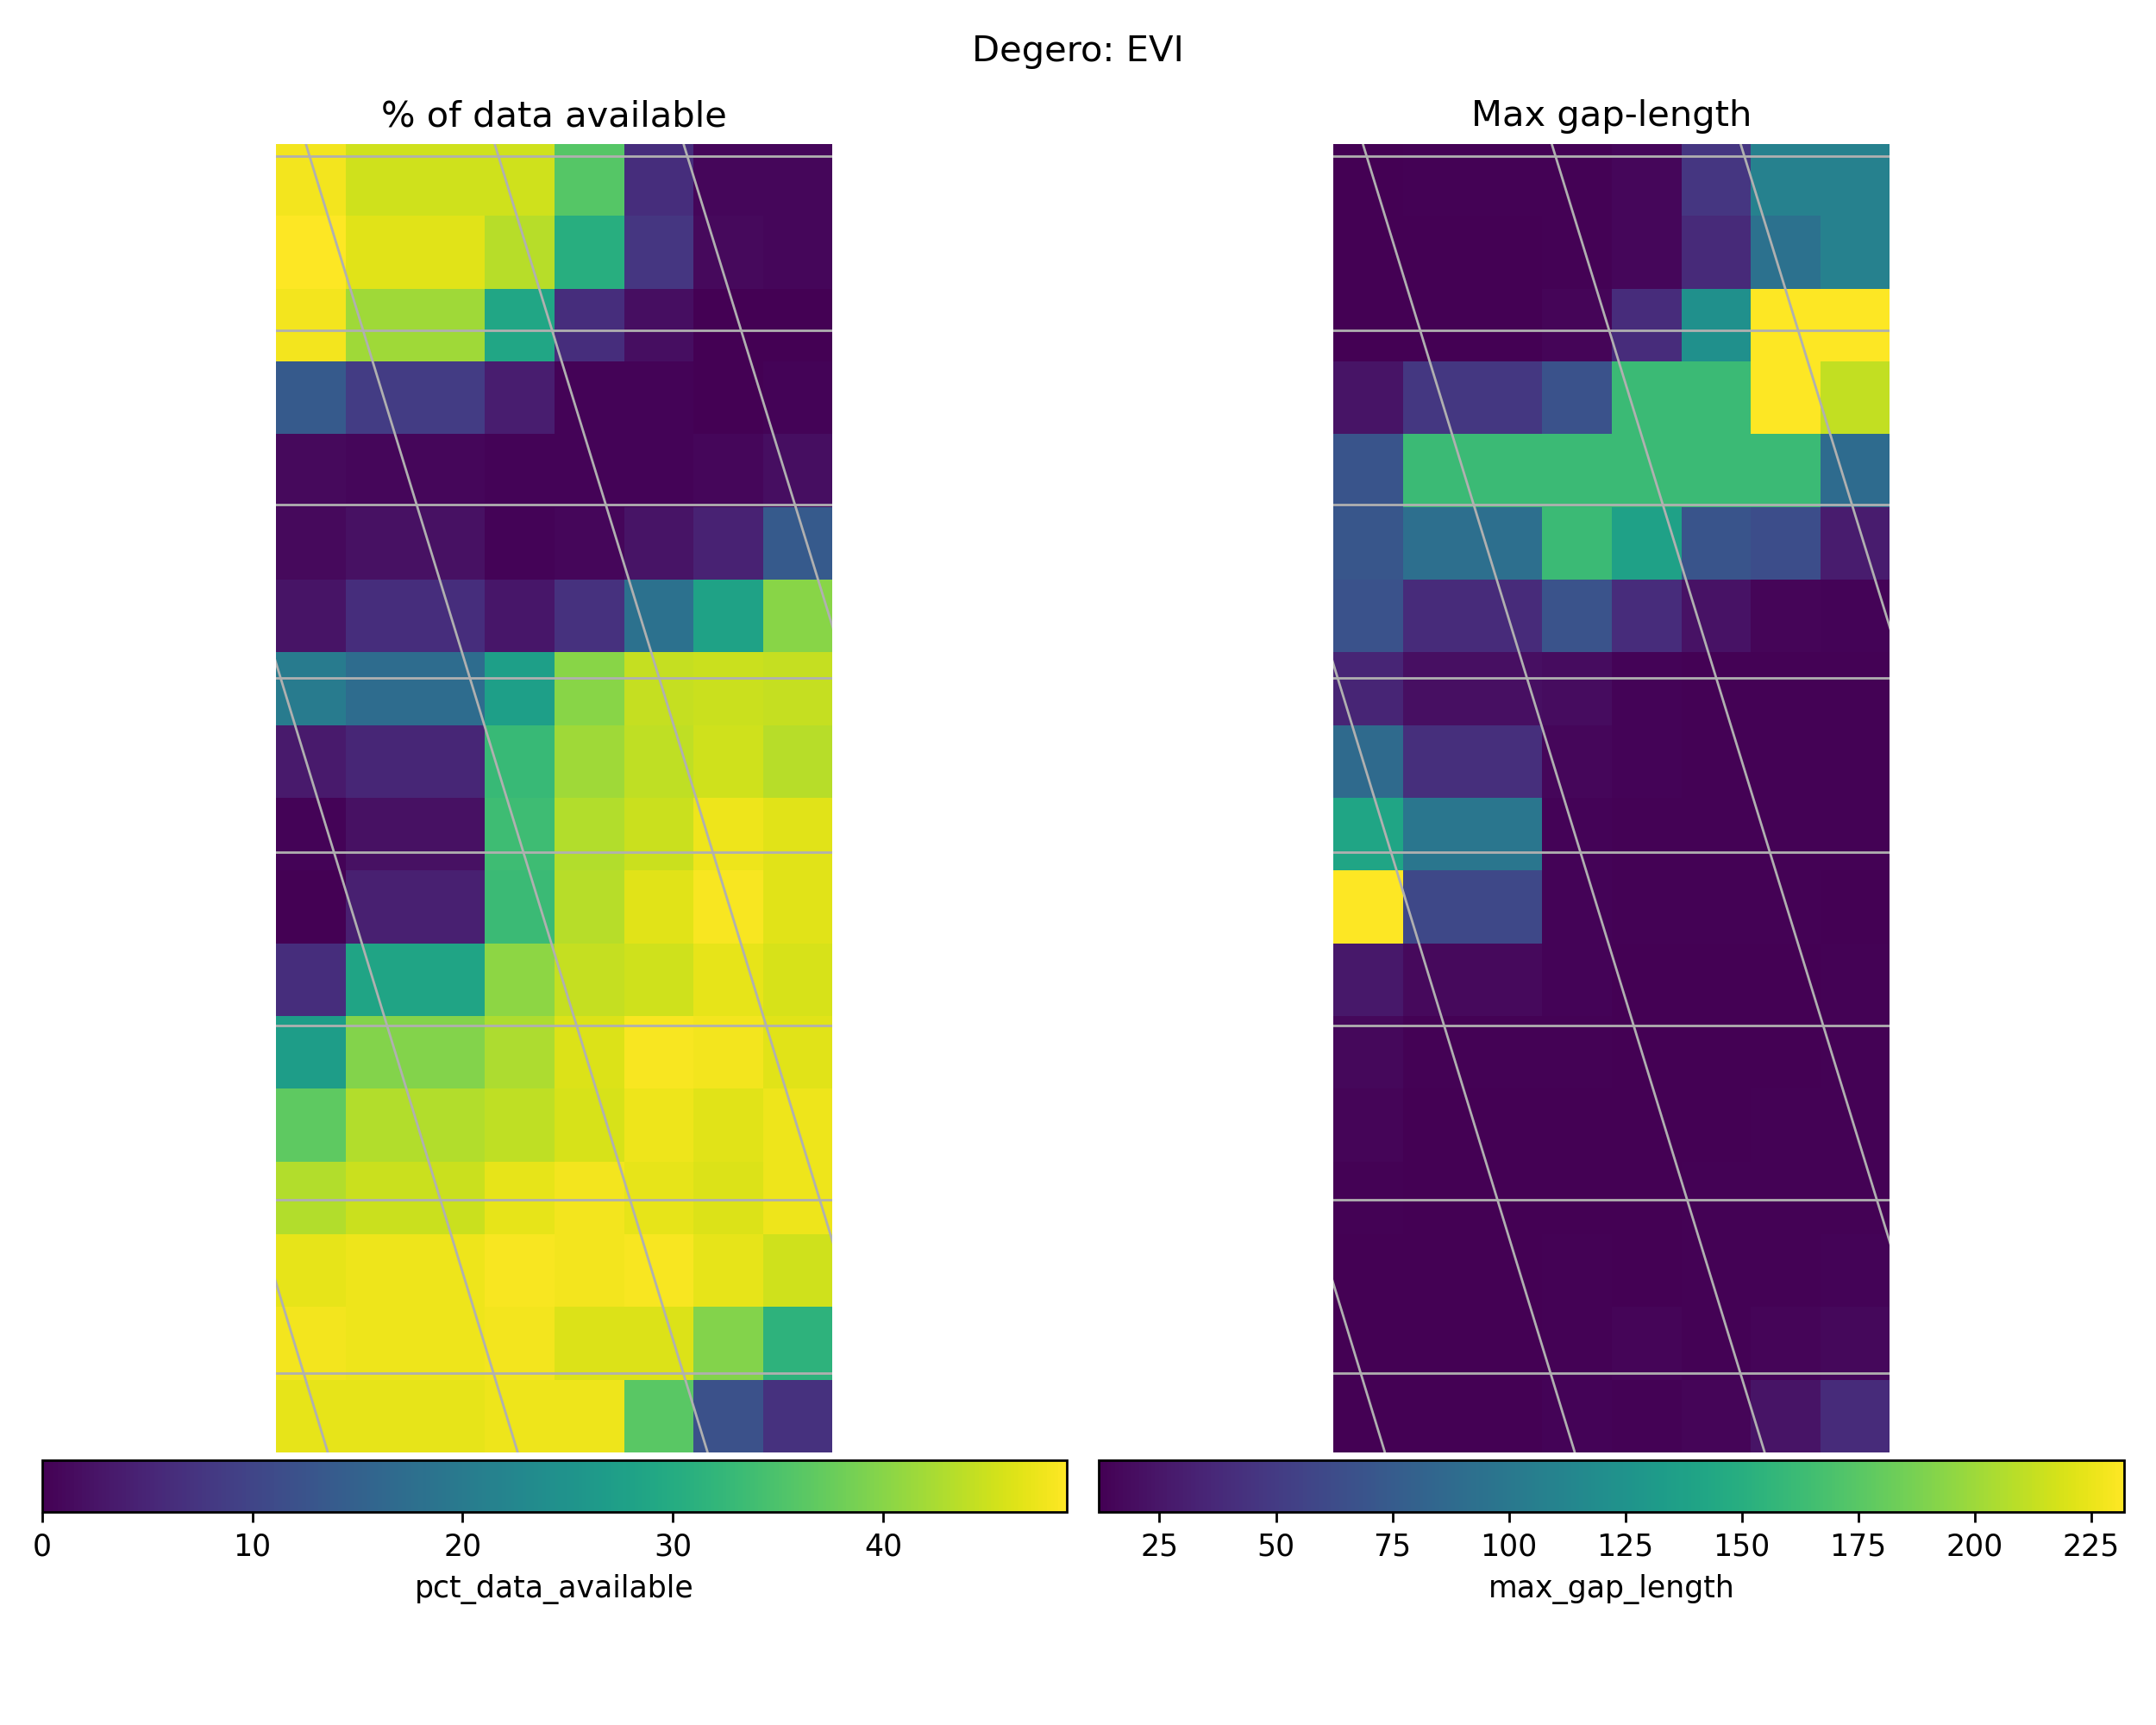 Degero: EVI
% of data available
Max gap-length
0 10 20 30 40
pct_data_available
25 50 75 100 125 150 175 200 225
max_gap_length